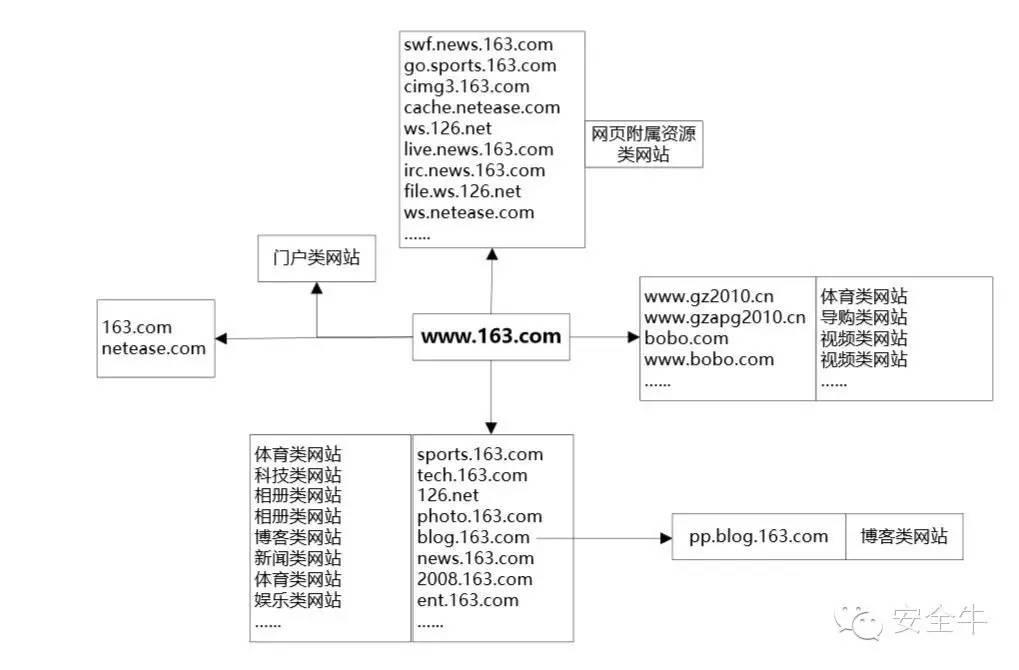 swf.news.163.com
go.sports.163.com
cimg3.163.com
cache.netease.com
ws.126.net
live.news.163.com
irc.news.163.com
file.ws.126.net
ws.netease.com
......
网页附属资源
类网站
门户类网站
163.com
netease.com
www.163.com
www.gz2010.cn 体育类网站
www.gzapg2010.cn 导购类网站
bobo.com 视频类网站
www.bobo.com 视频类网站
...... ......
体育类网站 sports.163.com
科技类网站 tech.163.com
相册类网站 126.net
相册类网站 photo.163.com
博客类网站 blog.163.com
新闻类网站 news.163.com
体育类网站 2008.163.com
娱乐类网站 ent.163.com
...... ......
pp.blog.163.com 博客类网站
安全牛